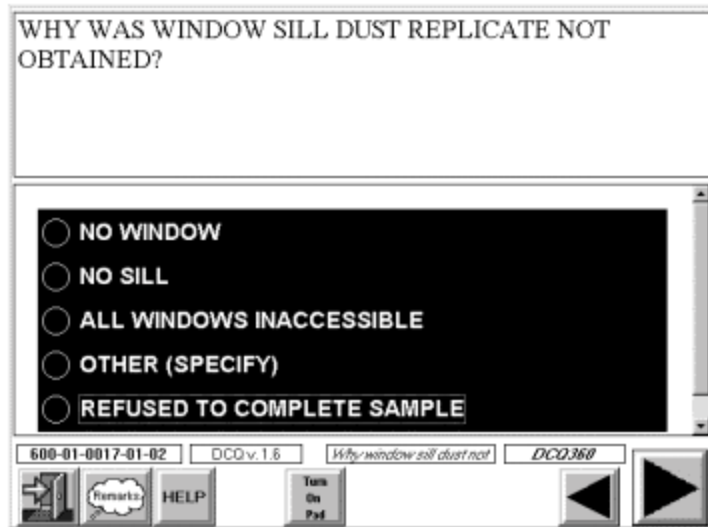 WHY WAS WINDOW SILL DUST REPLICATE NOT
OBTAINED?
NO WINDOW
NO SILL
ALL WINDOWS INACCESSIBLE
OTHER (SPECIFY)
REFUSED TO COMPLETE SAMPLE
600-01-0017-01-02 DCQ v. 1.6 Why window sill dust not DCQ360
Remarks HELP Turn
On
Pad